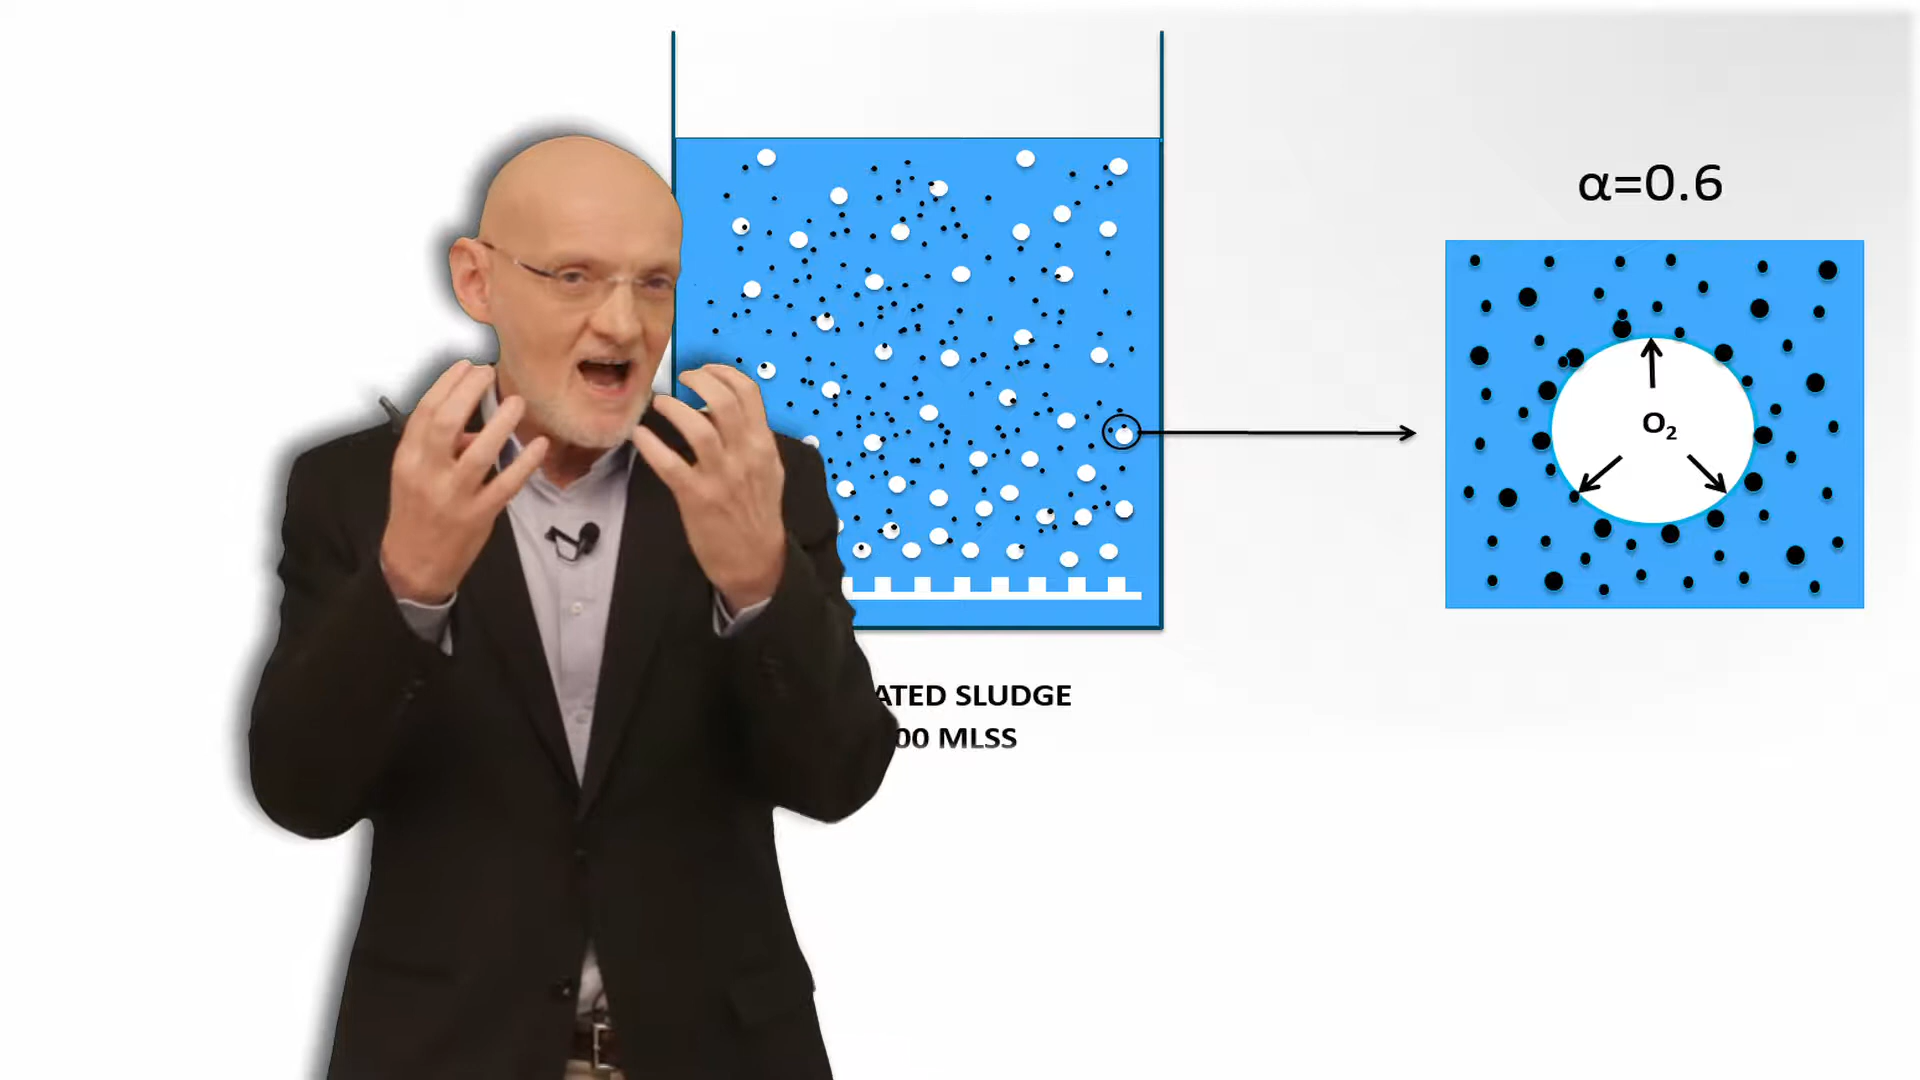 α=0.6
O₂
ATED SLUDGE
00 MLSS